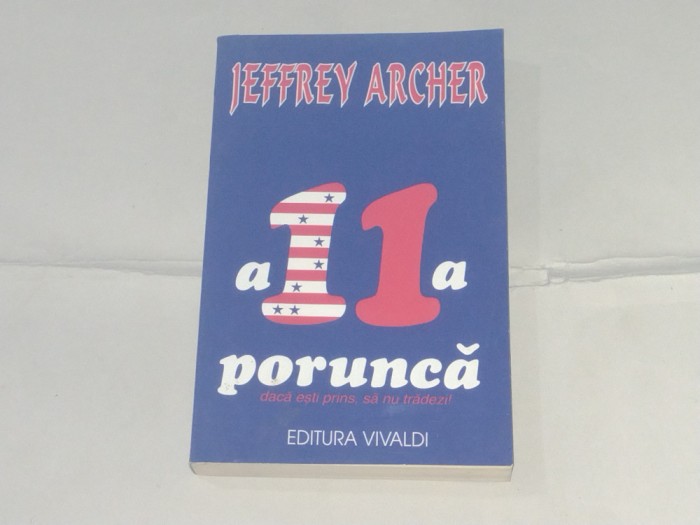 JEFFREY ARCHER
a 11 a
poruncă
dacă ești prins, să nu trădezi!
EDITURA VIVALDI